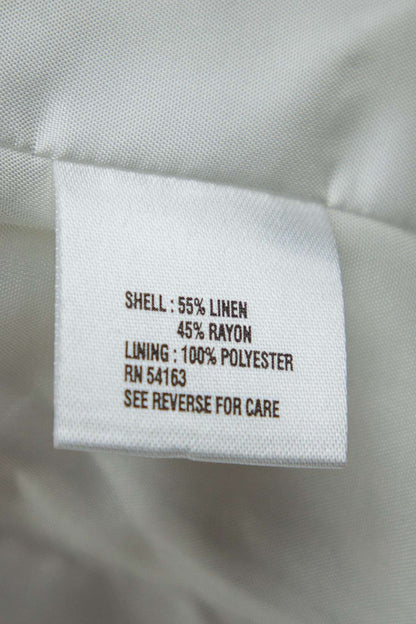 SHELL : 55% LINEN
45% RAYON
LINING : 100% POLYESTER
RN 54163
SEE REVERSE FOR CARE